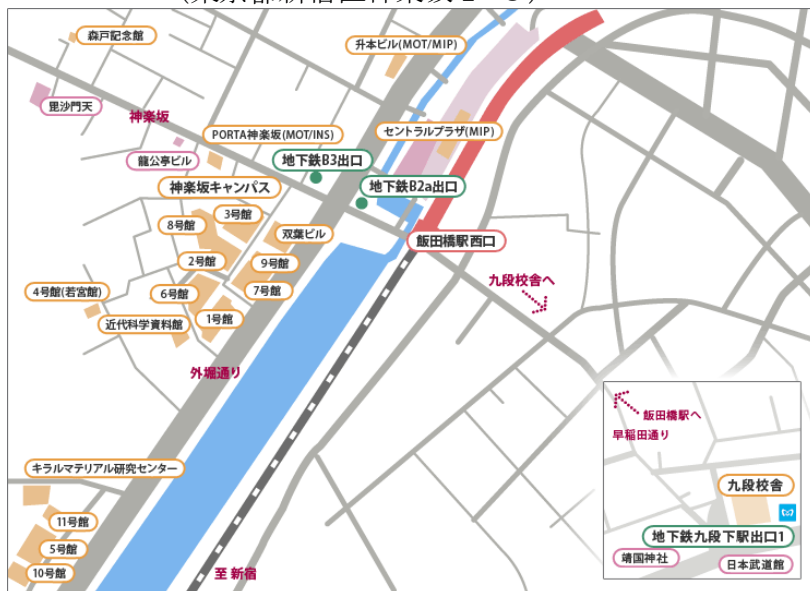 森戸記念館
升本ビル(MOT/MIP)
毘沙門天
神楽坂
PORTA神楽坂(MOT/INS)
セントラルプラザ(MIP)
龍公亭ビル
地下鉄B3出口
神楽坂キャンパス
地下鉄B2a出口
3号館
8号館
双葉ビル
飯田橋駅西口
2号館
9号館
九段校舎へ
4号館(若宮館)
6号館
7号館
近代科学資料館
1号館
外堀通り
キラルマテリアル研究センター
11号館
5号館
10号館
至 新宿
飯田橋駅へ
早稲田通り
九段校舎
地下鉄九段下駅出口1
靖国神社
日本武道館